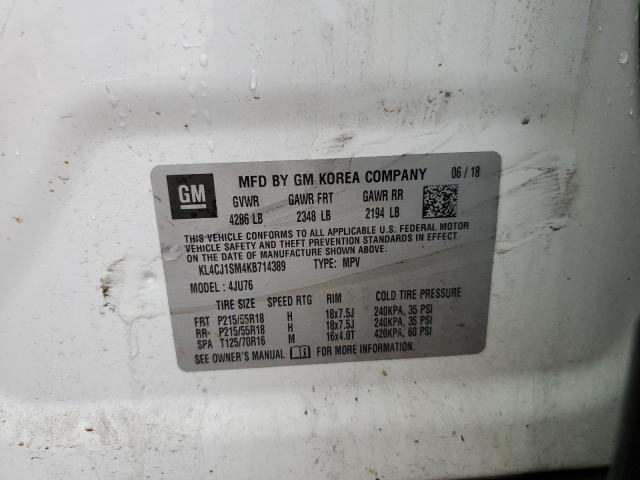 GM
MFD BY GM KOREA COMPANY 06 / 18
GVWR GAWR FRT GAWR RR
4286 LB 2348 LB 2194 LB
THIS VEHICLE CONFORMS TO ALL APPLICABLE U.S. FEDERAL MOTOR
VEHICLE SAFETY, BUMPER, AND THEFT PREVENTION STANDARDS IN
EFFECT ON THE DATE OF MANUFACTURE SHOWN ABOVE.
KL4CJ1SM4KB714389 TYPE: MPV
MODEL : 4JU76
TIRE SIZE SPEED RTG RIM COLD TIRE PRESSURE
FRT P215/55R18 H 18x7.5J 240KPA, 35 PSI
RR- P215/55R18 H 18x7.5J 240KPA, 35 PSI
SPA T125/70R16 M 16x4.0T 420KPA, 60 PSI
SEE OWNER'S MANUAL FOR MORE INFORMATION.